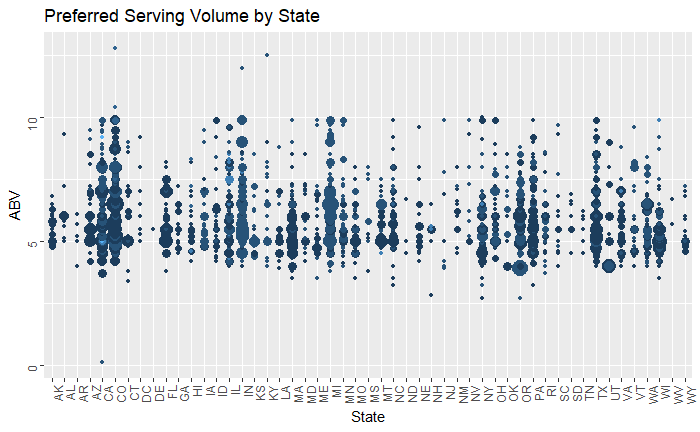 Preferred Serving Volume by State
ABV
10
5
0
AK AL AR AZ CA CO CT DC DE FL GA HI IA ID IL IN KS KY LA MA MD ME MI MN MO MS MT NC ND NE NH NJ NM NV NY OH OK OR PA RI SC SD TN TX UT VA VT WA WI WV WY
State